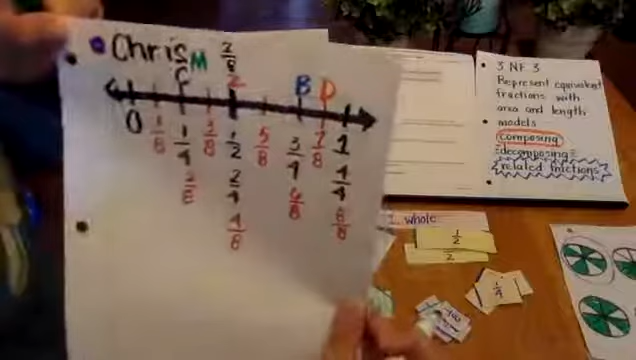 Chris M 2/8
C Z B D
0 1/8 1/4 3/8 1/2 5/8 3/4 7/8 1
2/8 2/4 6/8 4/4
4/8 8/8
3 NF 3
Represent equivalent
fractions with
area and length
models
composing
decomposing
related fractions
1 whole
1/2
2
1/4